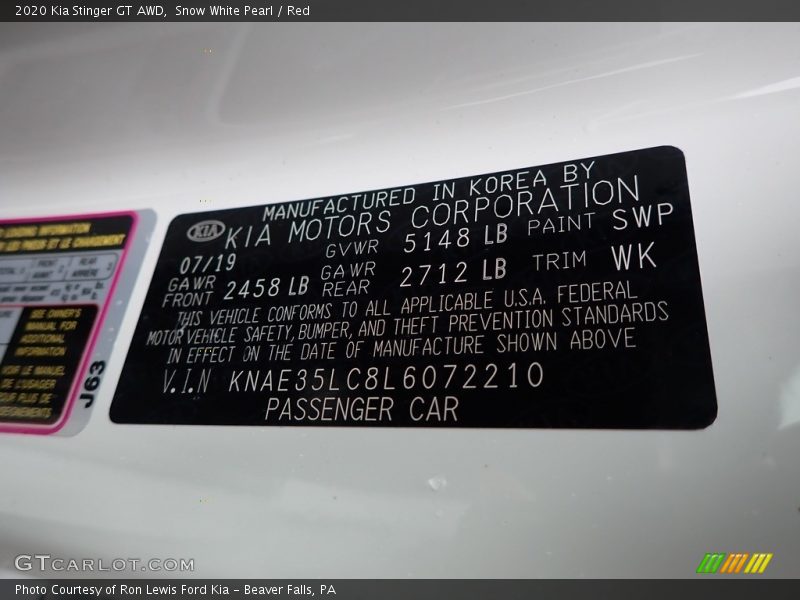 2020 Kia Stinger GT AWD, Snow White Pearl / Red
MANUFACTURED IN KOREA BY
KIA KIA MOTORS CORPORATION
07/19 GVWR 5148 LB PAINT SWP
GAWR FRONT 2458 LB GAWR REAR 2712 LB TRIM WK
THIS VEHICLE CONFORMS TO ALL APPLICABLE U.S.A. FEDERAL
MOTOR VEHICLE SAFETY, BUMPER, AND THEFT PREVENTION STANDARDS
IN EFFECT ON THE DATE OF MANUFACTURE SHOWN ABOVE
V.I.N KNAE35LC8L6072210
PASSENGER CAR
SEE OWNER'S
MANUAL FOR
ADDITIONAL
INFORMATION
J63
GTCARLOT.COM
Photo Courtesy of Ron Lewis Ford Kia – Beaver Falls, PA